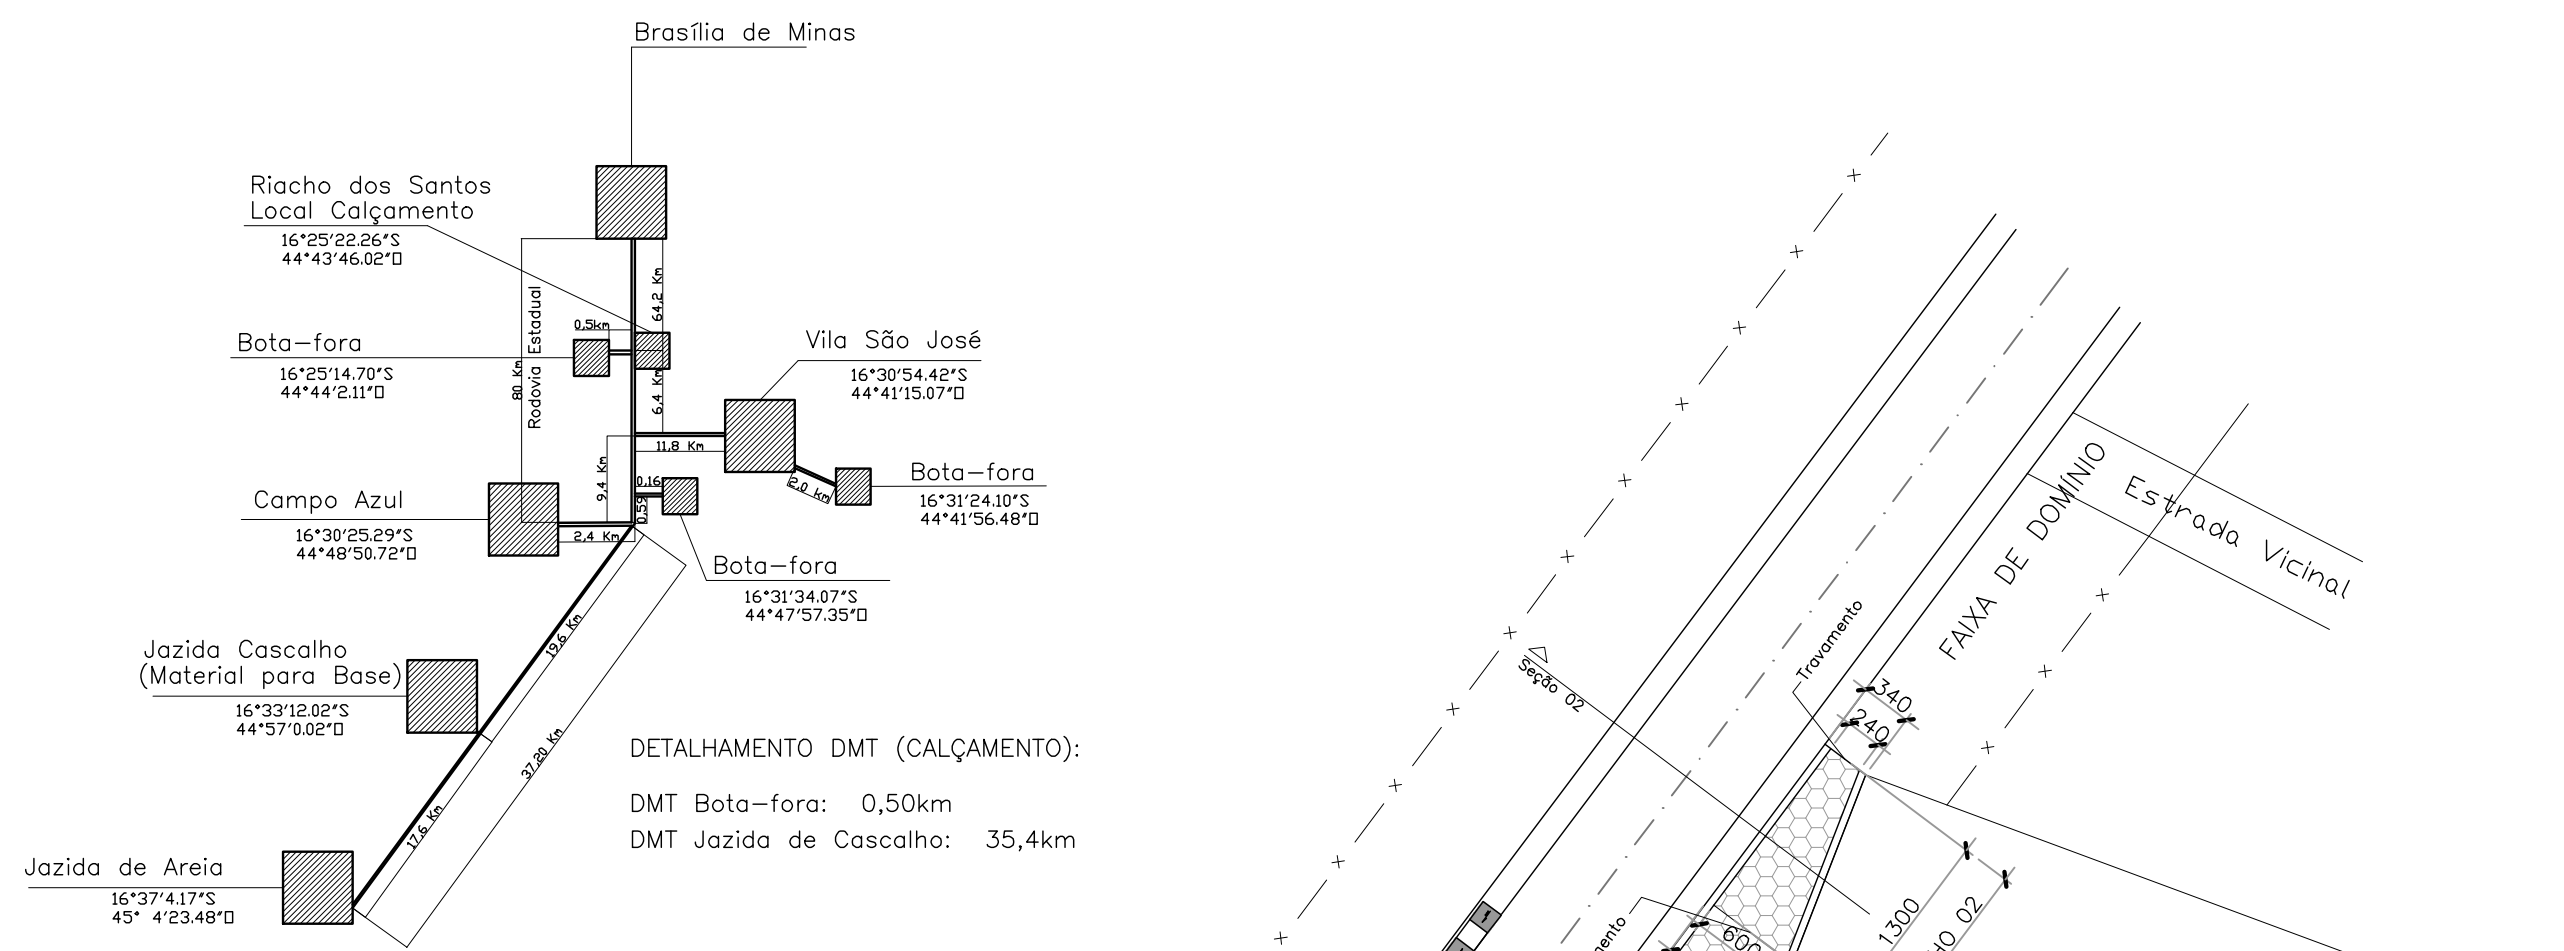 Brasília de Minas
Riacho dos Santos
Local Calçamento
16°25'22.26"S
44°43'46.02"O
64,2 Km
Rodovia Estadual
80 Km
0,5km
Bota-fora
16°25'14.70"S
44°44'2.11"O
6,4 Km
Vila São José
16°30'54.42"S
44°41'15.07"O
11,8 Km
9,4 Km
2,0 Km
Bota-fora
16°31'24.10"S
44°41'56.48"O
0,16
0,59
Campo Azul
16°30'25.29"S
44°48'50.72"O
2,4 Km
Bota-fora
16°31'34.07"S
44°47'57.35"O
19,6 Km
Jazida Cascalho
(Material para Base)
16°33'12.02"S
44°57'0.02"O
37,20 Km
17,6 Km
DETALHAMENTO DMT (CALÇAMENTO):
DMT Bota-fora: 0,50km
DMT Jazida de Cascalho: 35,4km
Jazida de Areia
16°37'4.17"S
45° 4'23.48"O
Estrada Vicinal
FAIXA DE DOMÍNIO
Travamento
Seção 02
340
240
1300
HO 02
600
mento